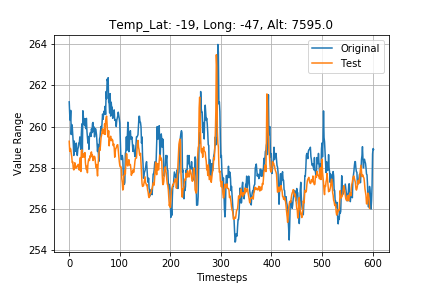 Temp_Lat: -19, Long: -47, Alt: 7595.0
Original
Test
Value Range
264
262
260
258
256
254
0
100
200
300
400
500
600
Timesteps